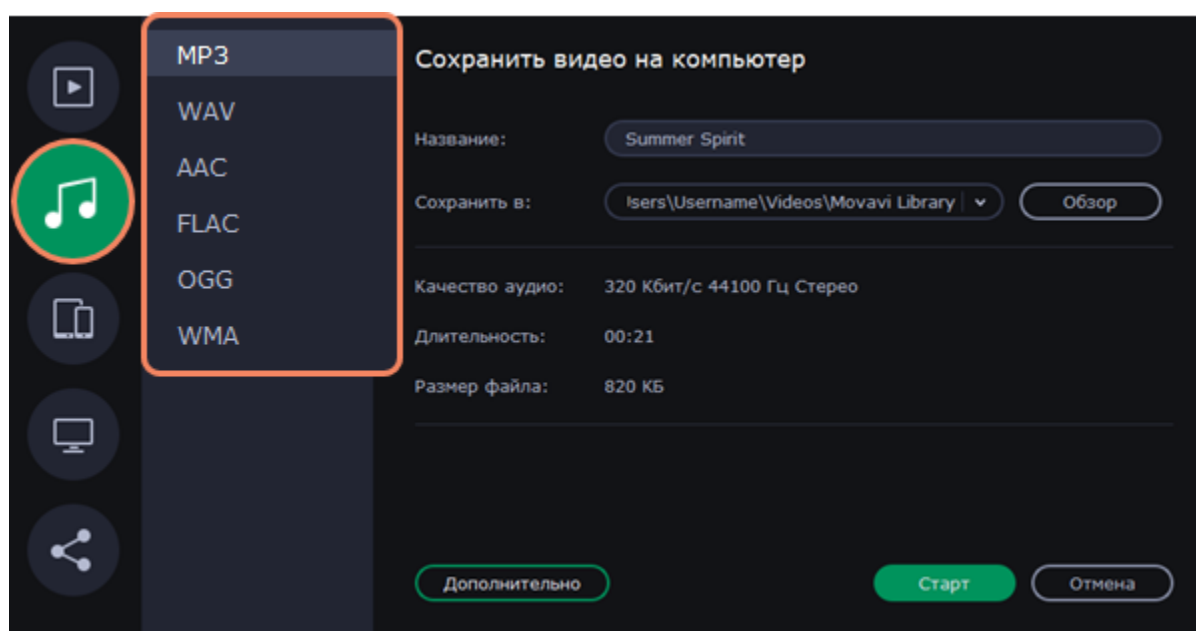 MP3
WAV
AAC
FLAC
OGG
WMA
Сохранить видео на компьютер
Название: Summer Spirit
Сохранить в: sers\Username\Videos\Movavi Library Обзор
Качество аудио: 320 Кбит/с 44100 Гц Стерео
Длительность: 00:21
Размер файла: 820 КБ
Дополнительно Старт Отмена